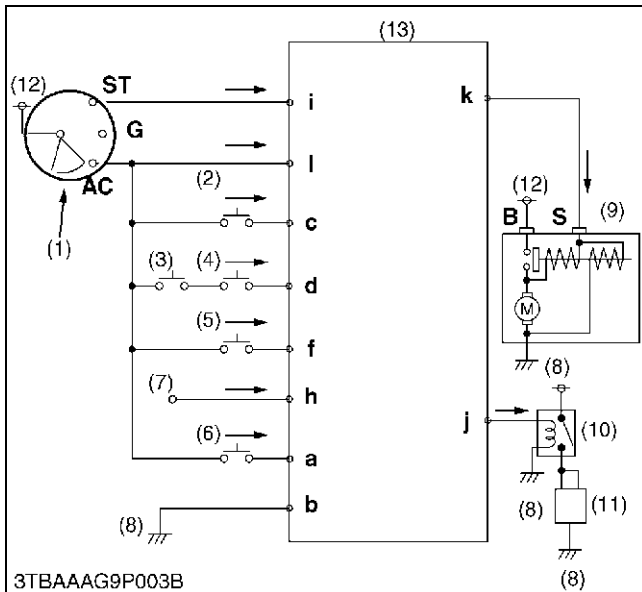 (13)
(12) ST
i k
G
AC
(2) l
(1)
(12)
B S (9)
c
(3) (4)
d
(5)
f
M
(7)
h
(8)
(6)
j (10)
a
(8) b
(8) (11)
(8)
3TBAAAG9P003B